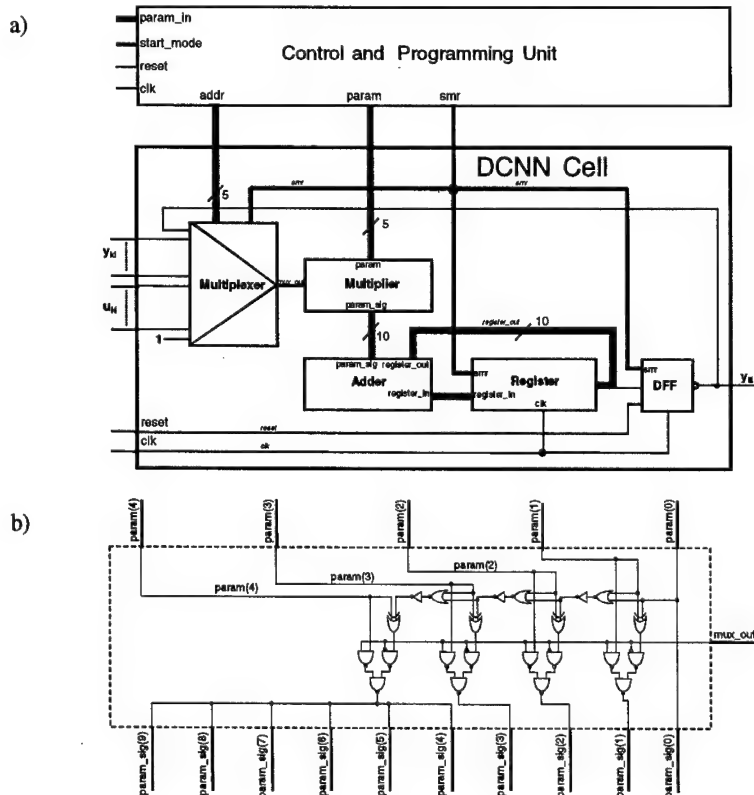 a)
param_in
start_mode
reset
clk
Control and Programming Unit
addr
param
smr
DCNN Cell
smr
smr
5
5
Multiplexer
mux_out
param
Multiplier
param_sig
10
register_out
10
param_sig
register_out
Adder
register_in
smr
Register
register_in
clk
smr
DFF
1
reset
reset
clk
clk
b)
param(4)
param(3)
param(2)
param(1)
param(0)
param(4)
param(3)
param(2)
mux_out
param_sig(9)
param_sig(8)
param_sig(7)
param_sig(6)
param_sig(5)
param_sig(4)
param_sig(3)
param_sig(2)
param_sig(1)
param_sig(0)